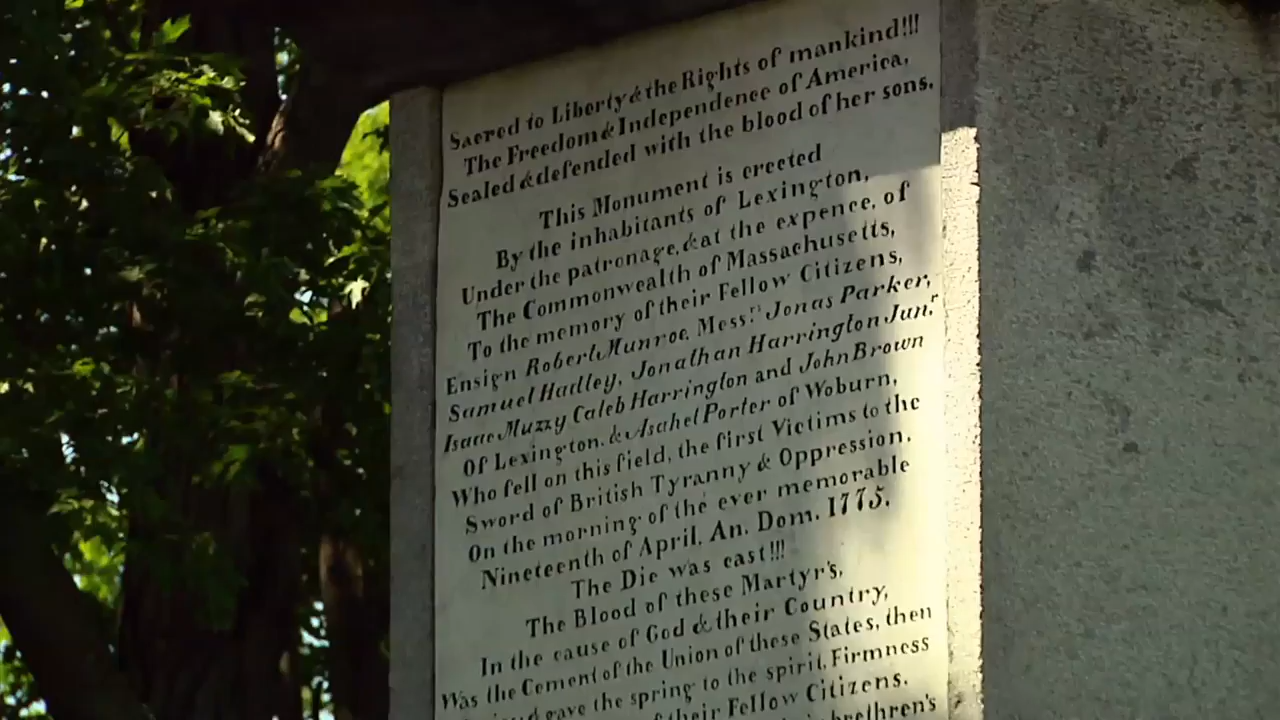 Sacred to Liberty & the Rights of mankind!!!
The Freedom & Independence of America,
Sealed & defended with the blood of her sons.
This Monument is erected
By the inhabitants of Lexington,
Under the patronage, & at the expence, of
The Commonwealth of Massachusetts,
To the memory of their Fellow Citizens,
Ensign Robert Munroe, Messrs. Jonas Parker,
Samuel Hadley, Jonathan Harrington Junr.
Isaac Muzzy Caleb Harrington and John Brown
Of Lexington, & Asahel Porter of Woburn,
Who fell on this field, the first Victims to the
Sword of British Tyranny & Oppression,
On the morning of the ever memorable
Nineteenth of April, An. Dom. 1775.
The Die was cast!!!
The Blood of these Martyr's,
In the cause of God & their Country,
Was the Cement of the Union of these States, then
gave the spring to the spirit, Firmness
of their Fellow Citizens.
brethren's